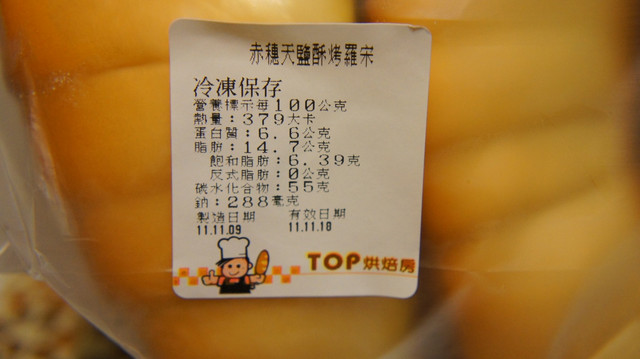 赤穗天鹽酥烤羅宋
冷凍保存
營養標示每100公克
熱量:379大卡
蛋白質:6.6公克
脂肪:14.7公克
飽和脂肪:6.39克
反式脂肪:0公克
碳水化合物:55克
鈉:288毫克
製造日期 有效日期
11.11.09 11.11.18
TOP烘焙房